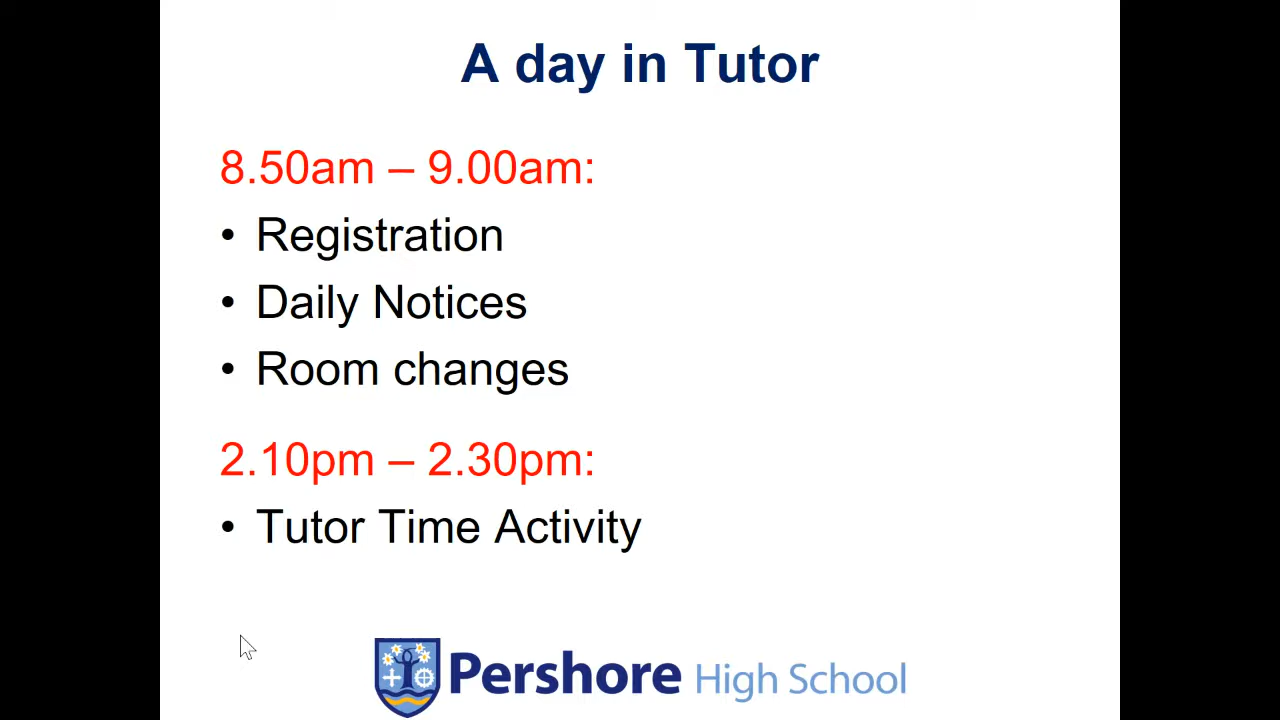 A day in Tutor
8.50am – 9.00am:
• Registration
• Daily Notices
• Room changes
2.10pm – 2.30pm:
• Tutor Time Activity
Pershore High School